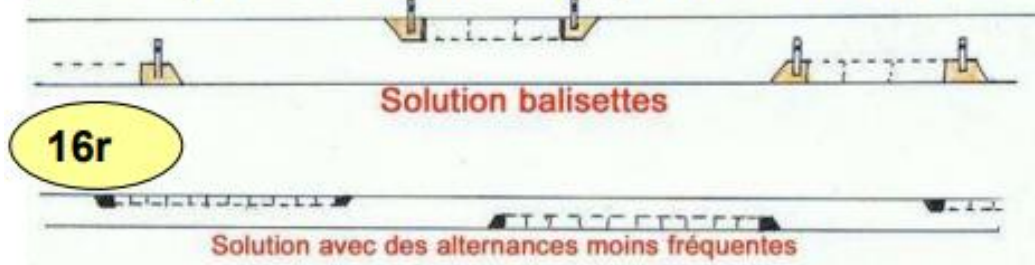 Solution balisettes
16r
Solution avec des alternances moins fréquentes